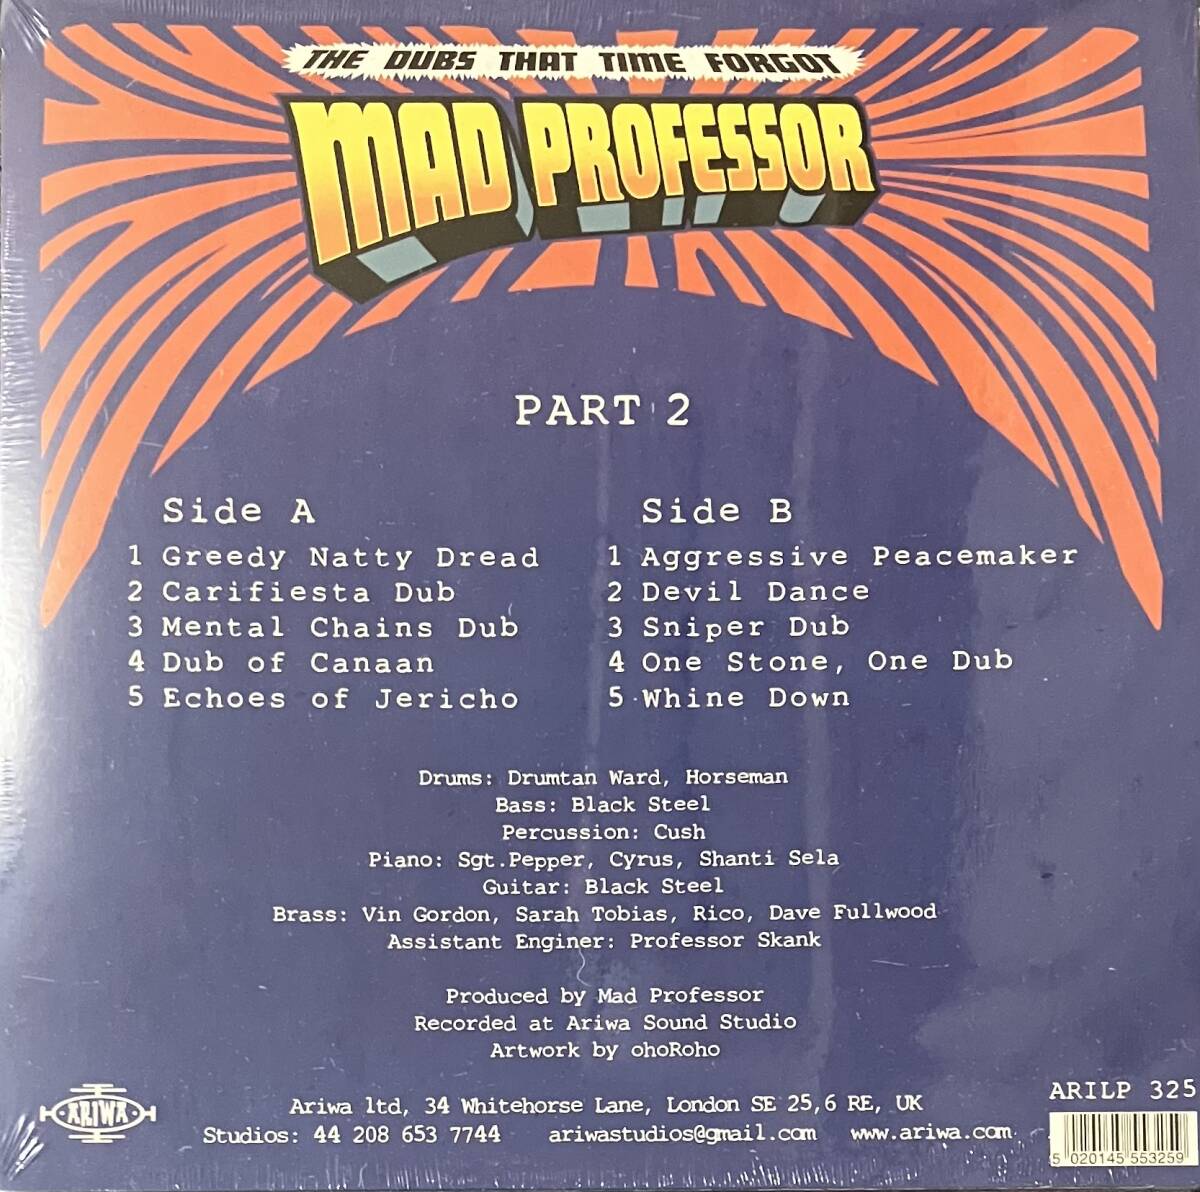 THE DUBS THAT TIME FORGOT
MAD PROFESSOR
PART 2
Side A
1 Greedy Natty Dread
2 Carifiesta Dub
3 Mental Chains Dub
4 Dub of Canaan
5 Echoes of Jericho
Side B
1 Aggressive Peacemaker
2 Devil Dance
3 Sniper Dub
4 One Stone, One Dub
5 Whine Down
Drums: Drumtan Ward, Horseman
Bass: Black Steel
Percussion: Cush
Piano: Sgt.Pepper, Cyrus, Shanti Sela
Guitar: Black Steel
Brass: Vin Gordon, Sarah Tobias, Rico, Dave Fullwood
Assistant Enginer: Professor Skank
Produced by Mad Professor
Recorded at Ariwa Sound Studio
Artwork by ohoRoho
ARIWA
Ariwa ltd, 34 Whitehorse Lane, London SE 25,6 RE, UK
Studios: 44 208 653 7744 ariwastudios@gmail.com www.ariwa.com
ARILP 325
5 020145 553259